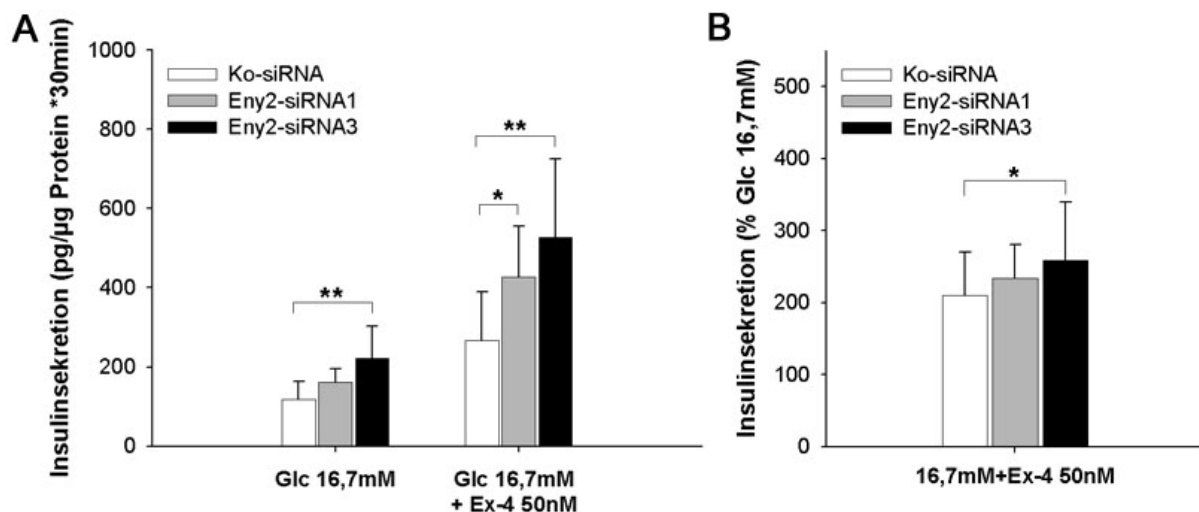 A
Insulinsekretion (pg/µg Protein *30min)
1000
800
600
400
200
0
Ko-siRNA
Eny2-siRNA1
Eny2-siRNA3
**
**
*
Glc 16,7mM
Glc 16,7mM
+ Ex-4 50nM
B
Insulinsekretion (% Glc 16,7mM)
500
400
300
200
100
0
Ko-siRNA
Eny2-siRNA1
Eny2-siRNA3
*
16,7mM+Ex-4 50nM